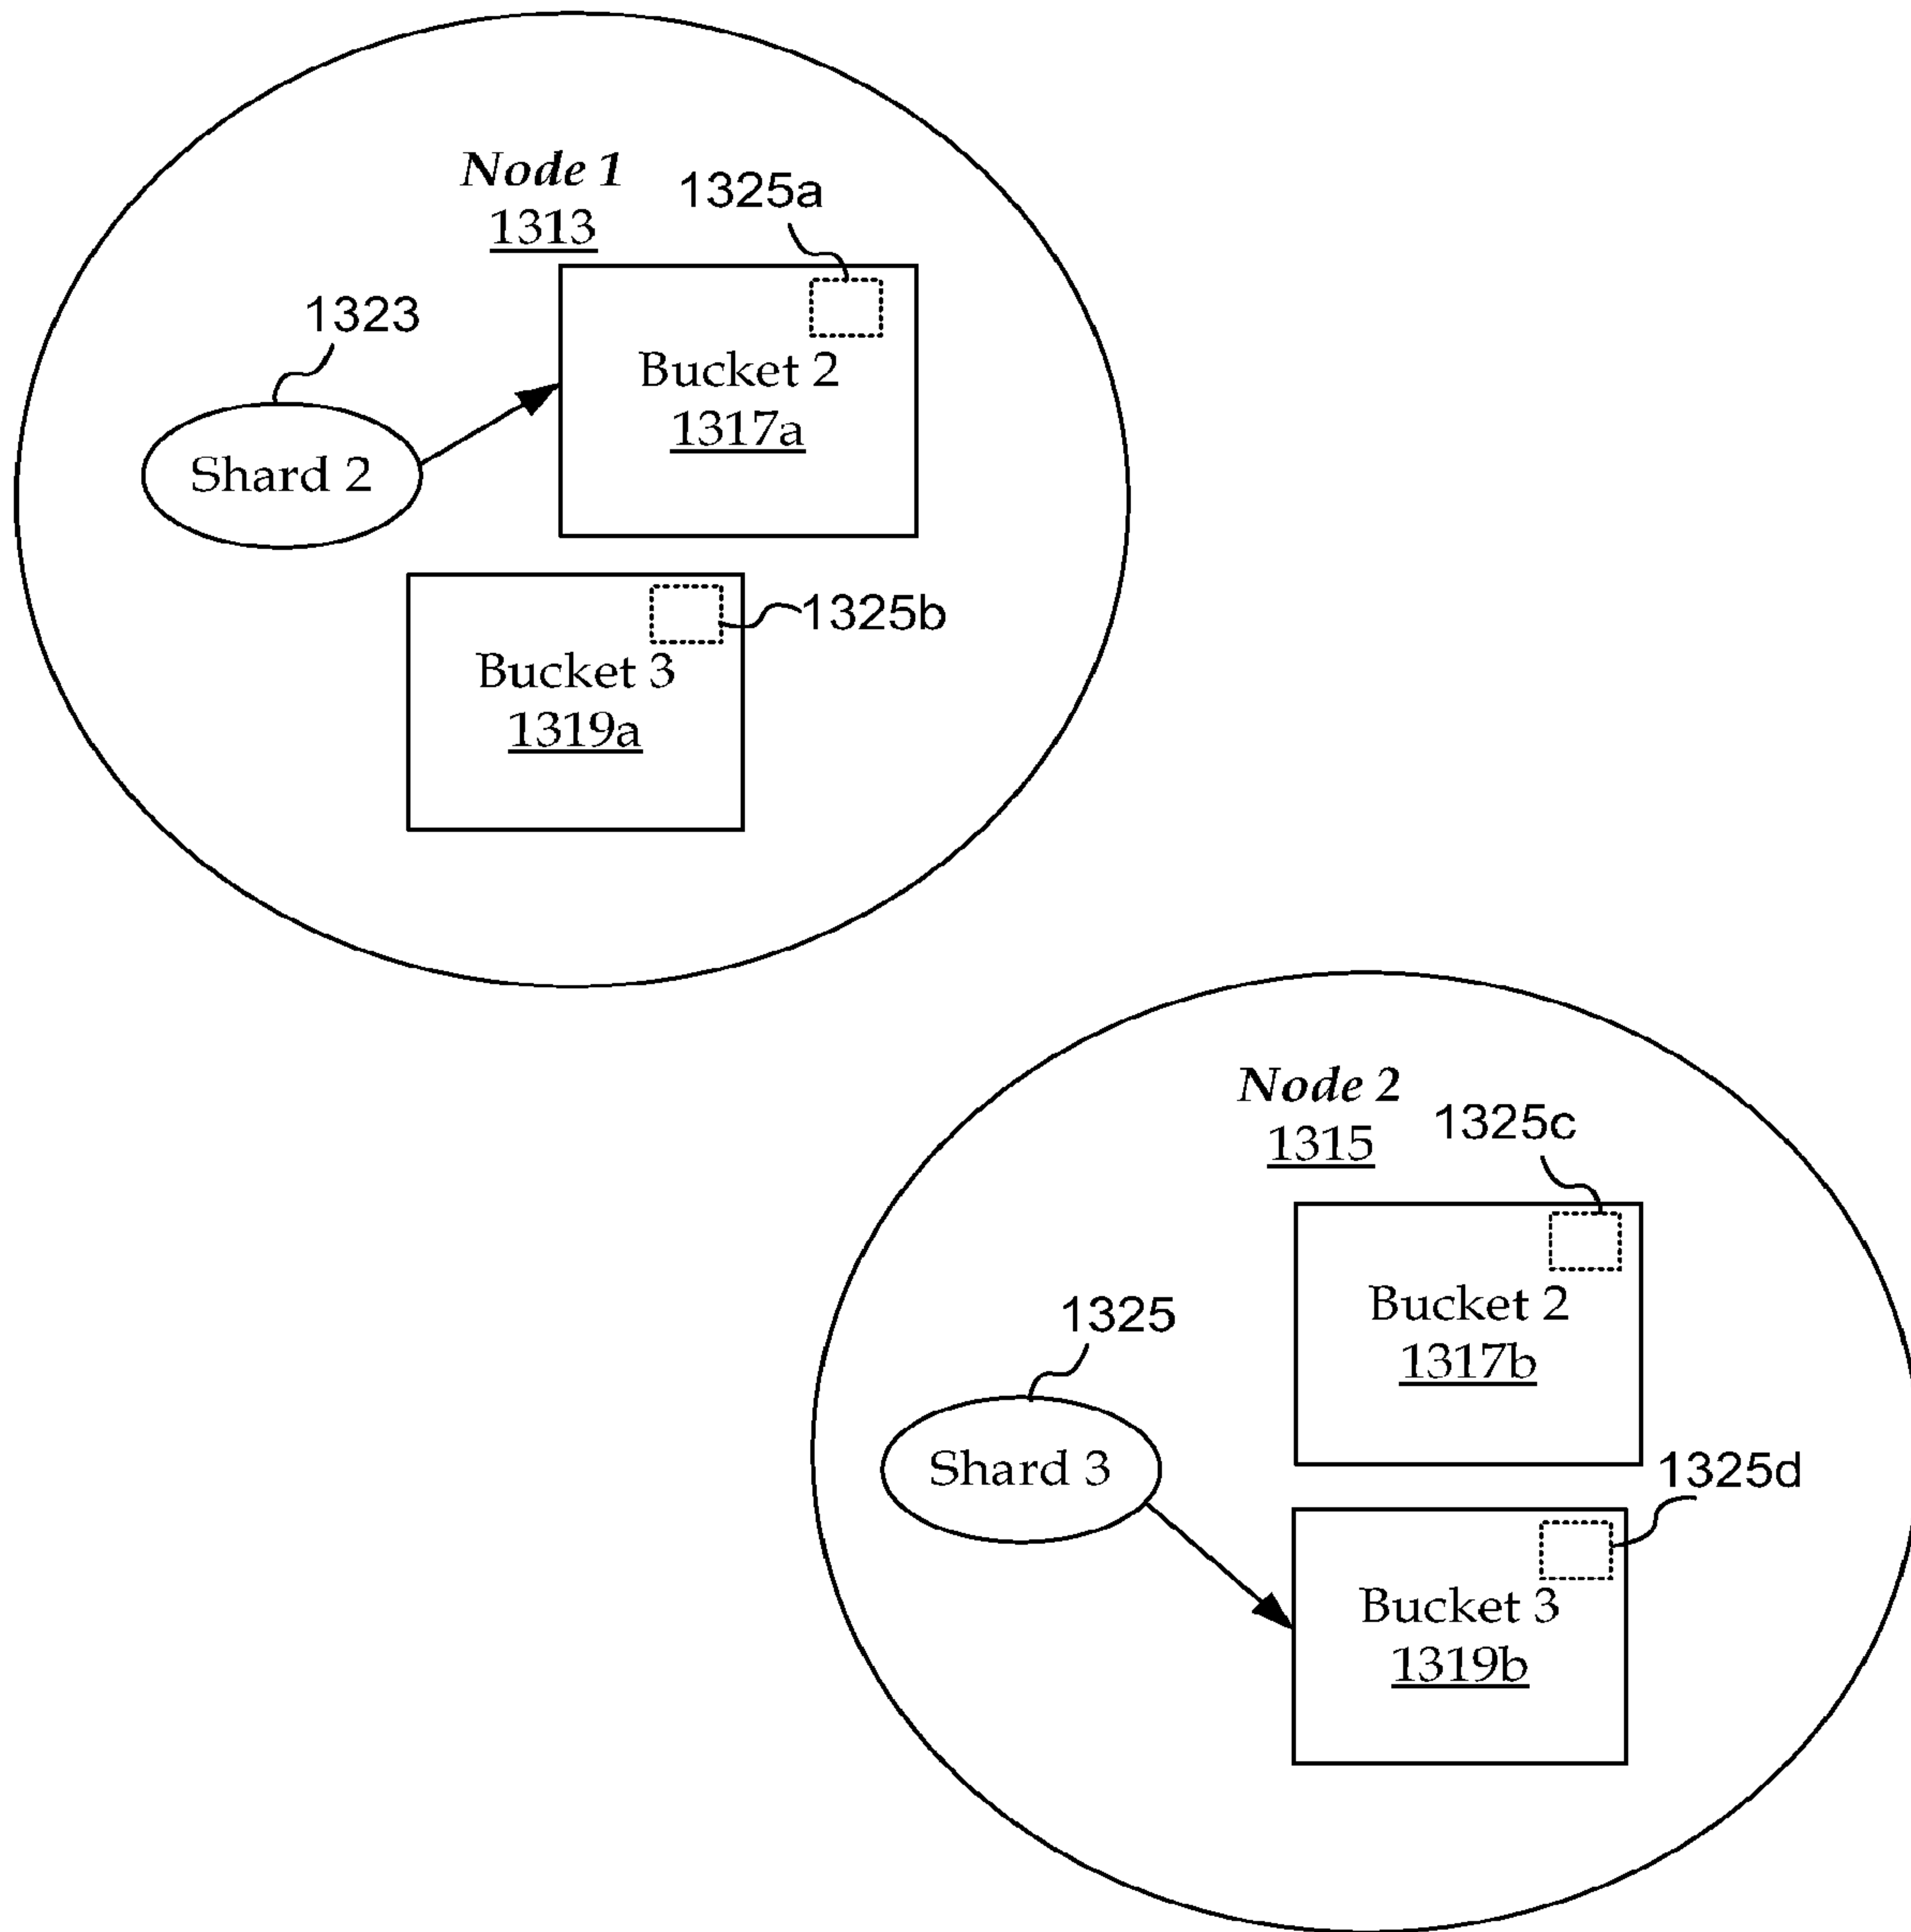 Node 1
1313
1325a
1323
Bucket 2
1317a
Shard 2
1325b
Bucket 3
1319a
Node 2
1315
1325c
1325
Bucket 2
1317b
Shard 3
1325d
Bucket 3
1319b